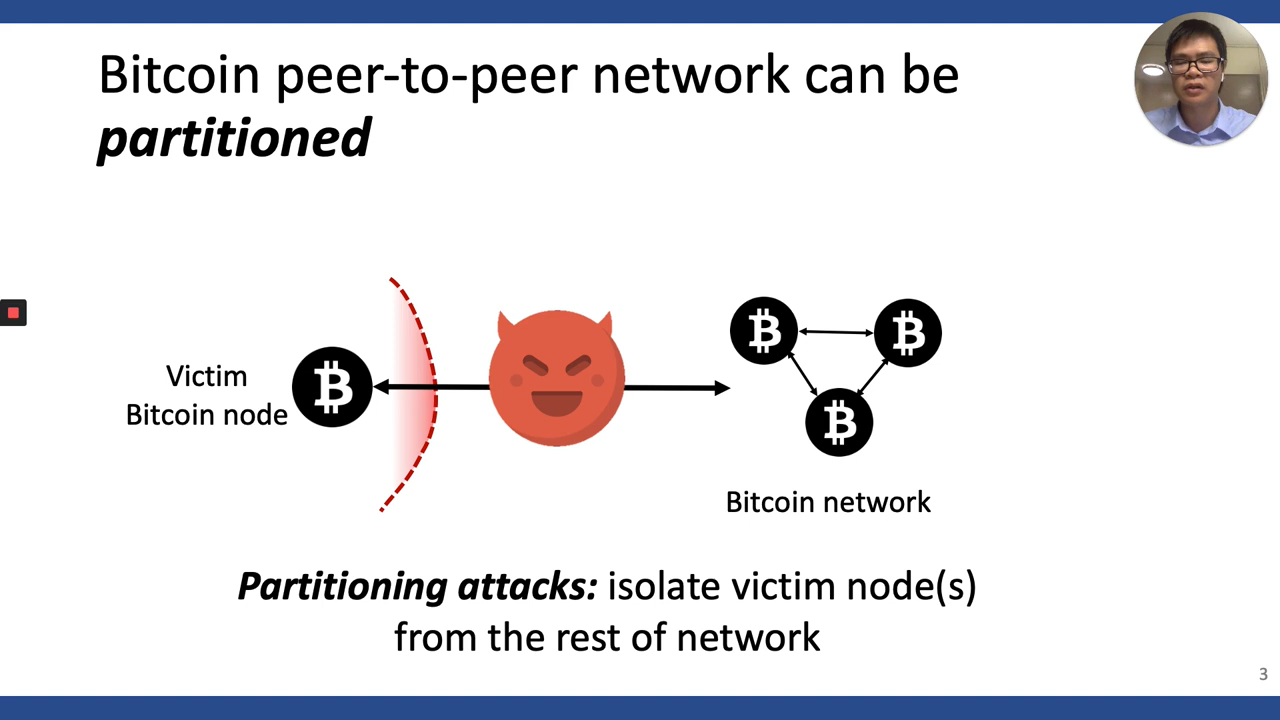 Bitcoin peer-to-peer network can be
partitioned
Victim
Bitcoin node
Bitcoin network
Partitioning attacks: isolate victim node(s)
from the rest of network
3